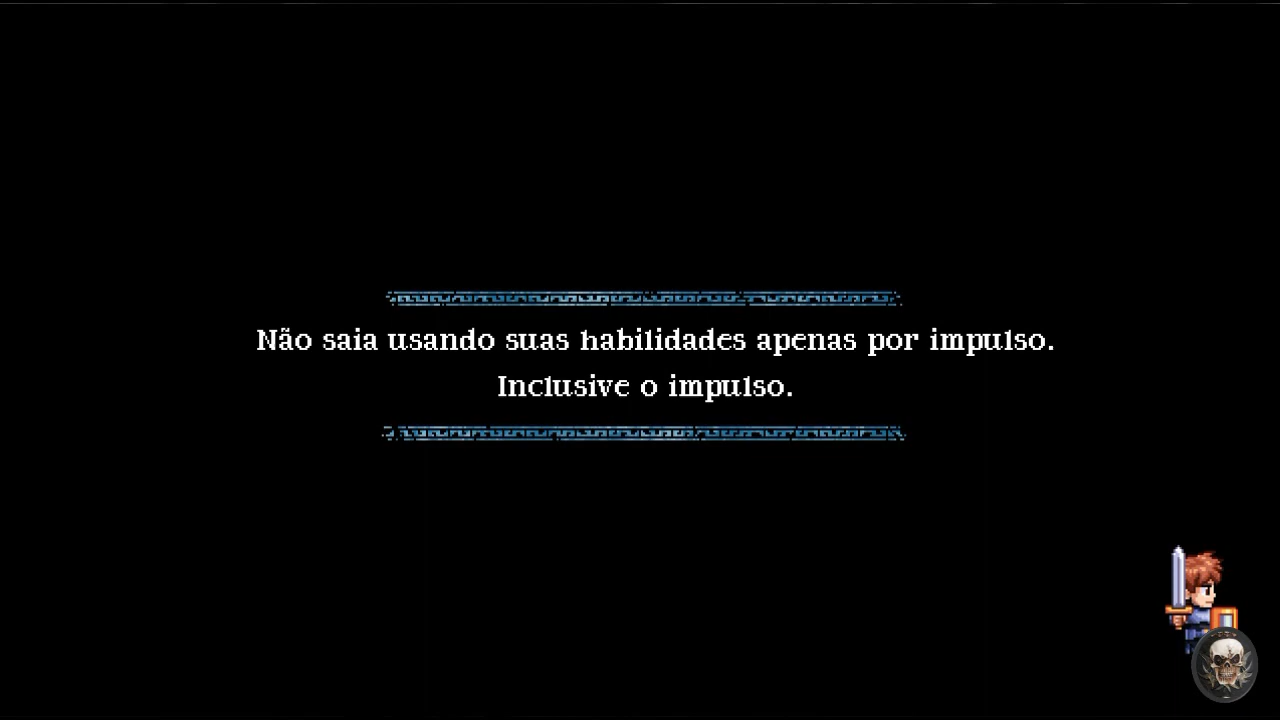 Não saia usando suas habilidades apenas por impulso.
Inclusive o impulso.